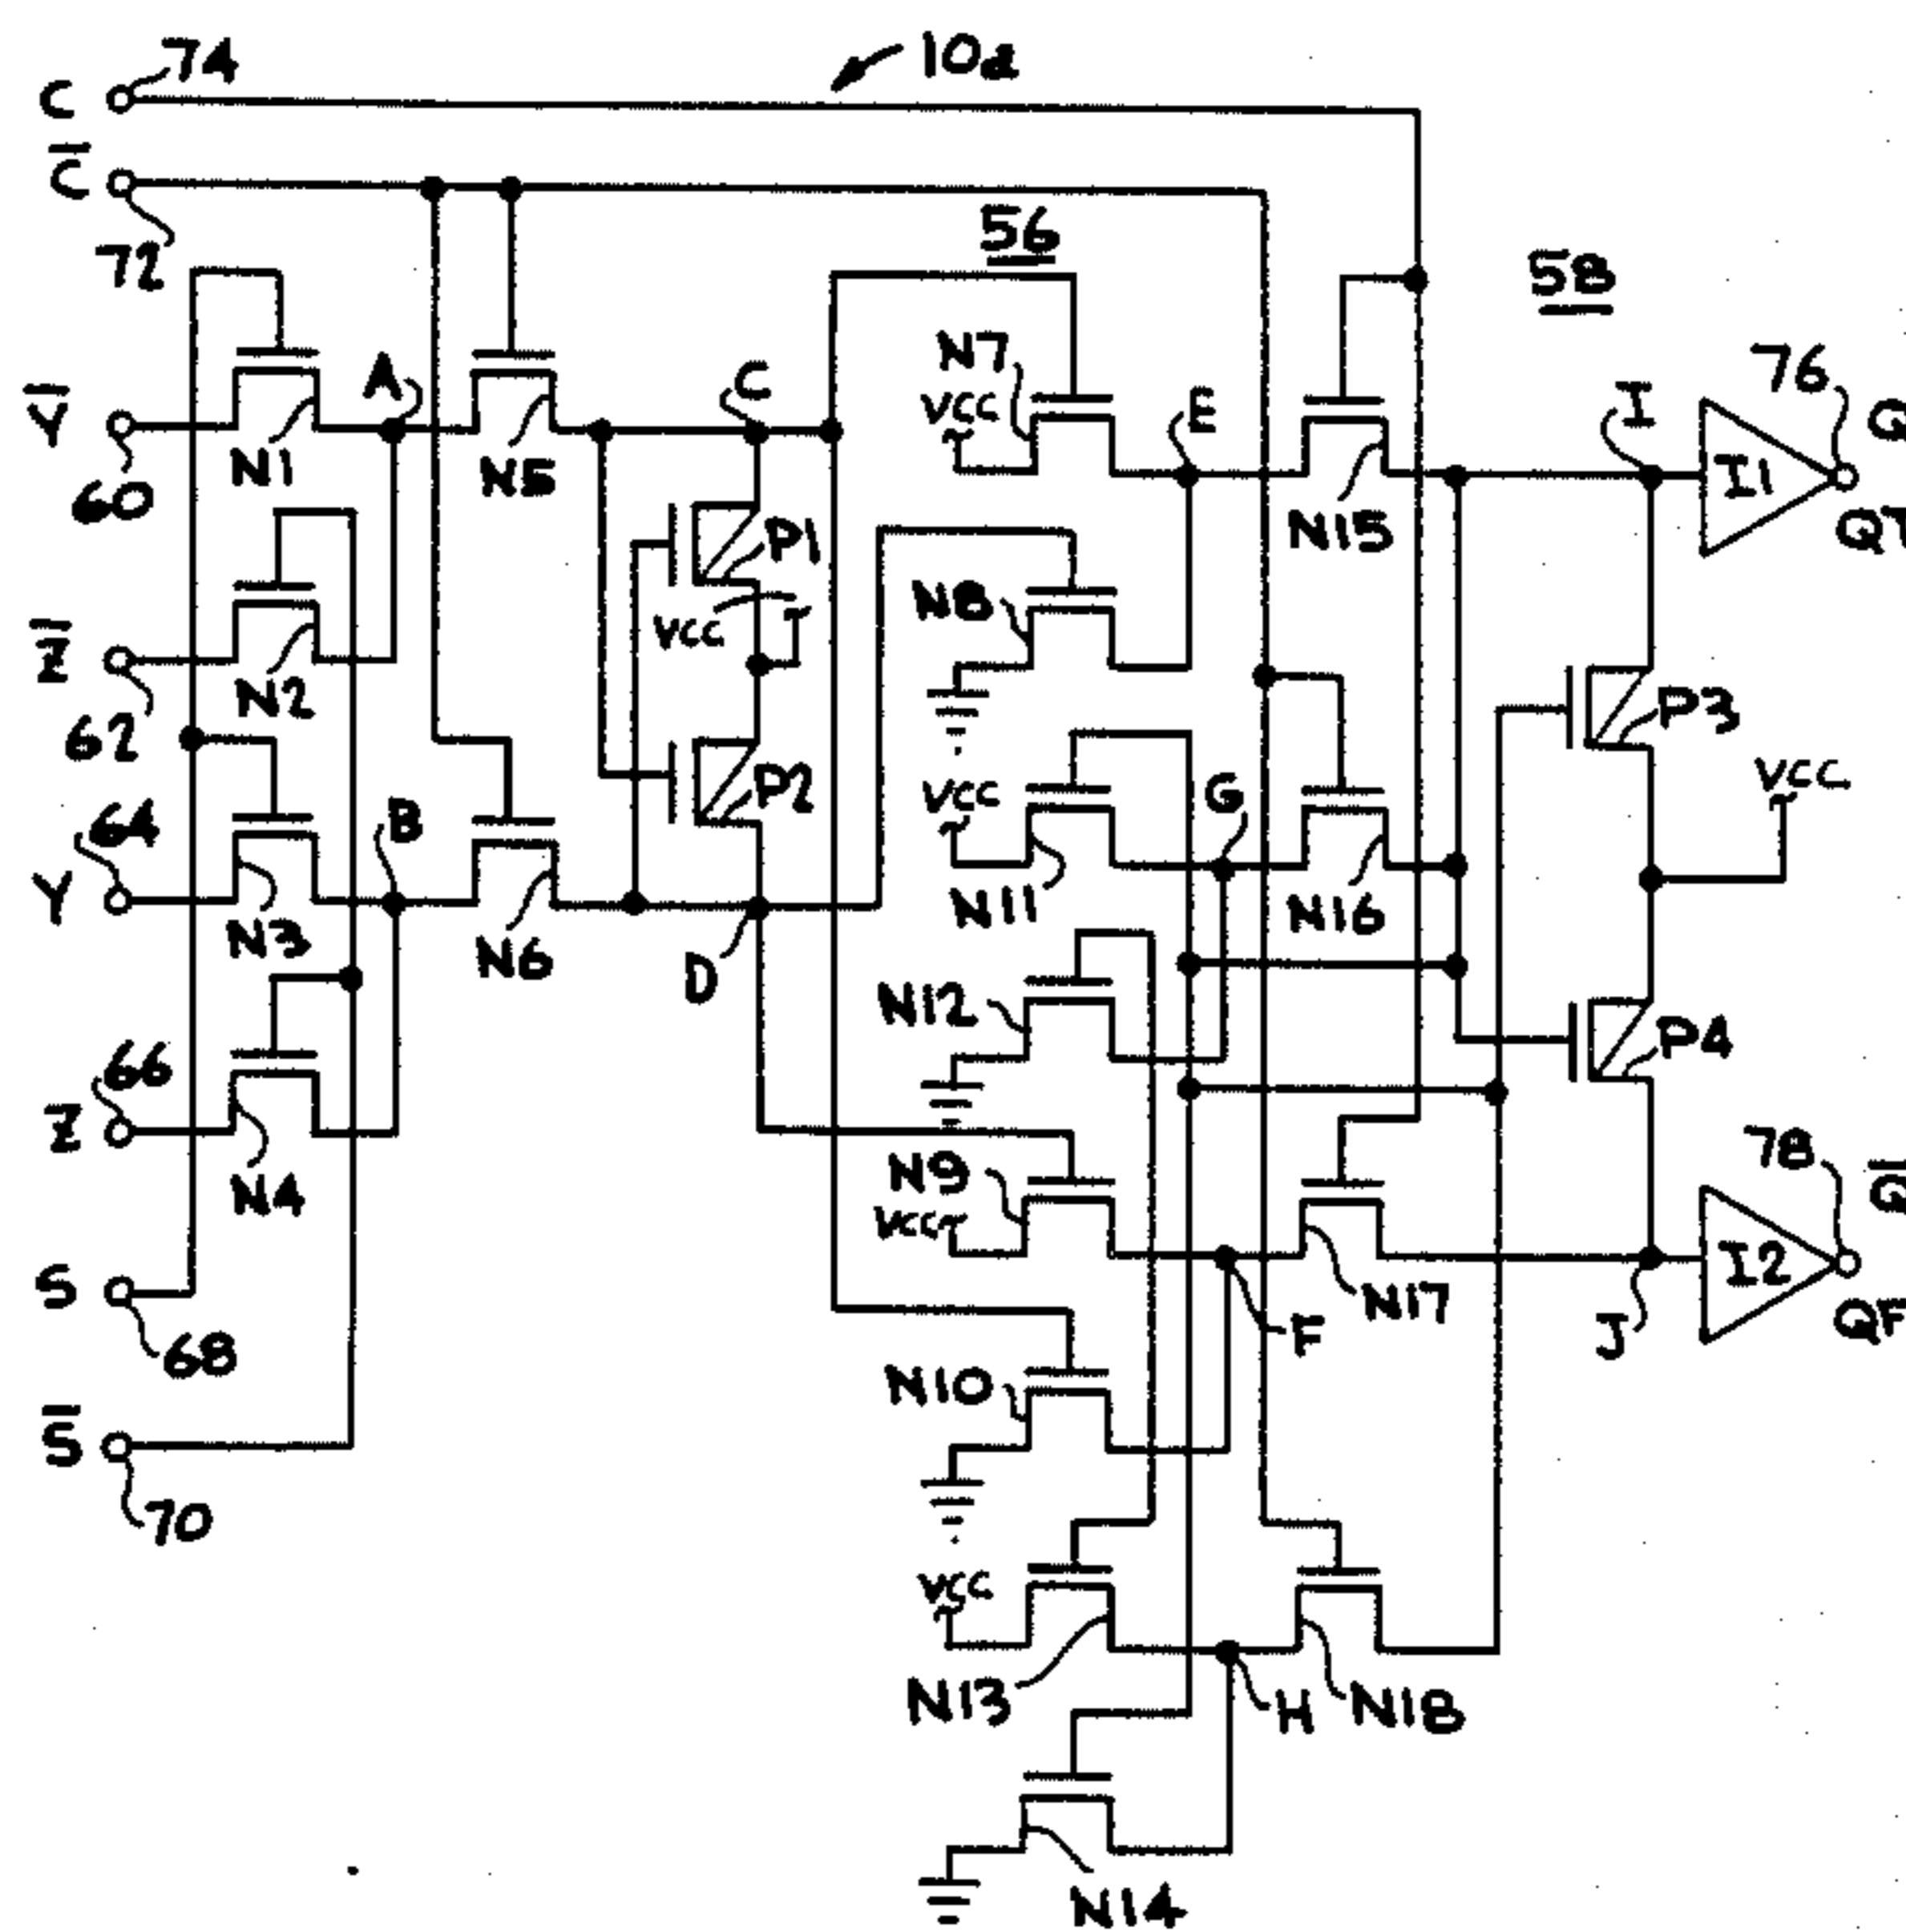 74
10a
C
C̅
72
56
58
N7
VCC
76
Q
A
C
E
I
I1
Y̅
60
N1
N5
P1
N15
QT
VCC
N8
Z̅
62
N2
P3
VCC
P2
VCC
G
64
B
Y
N3
N6
D
N11
N16
N12
P4
66
Z
N4
N9
VCC
78
Q̅
I2
S
68
N17
F
J
QF
N10
S̅
70
VCC
N13
H
N18
N14